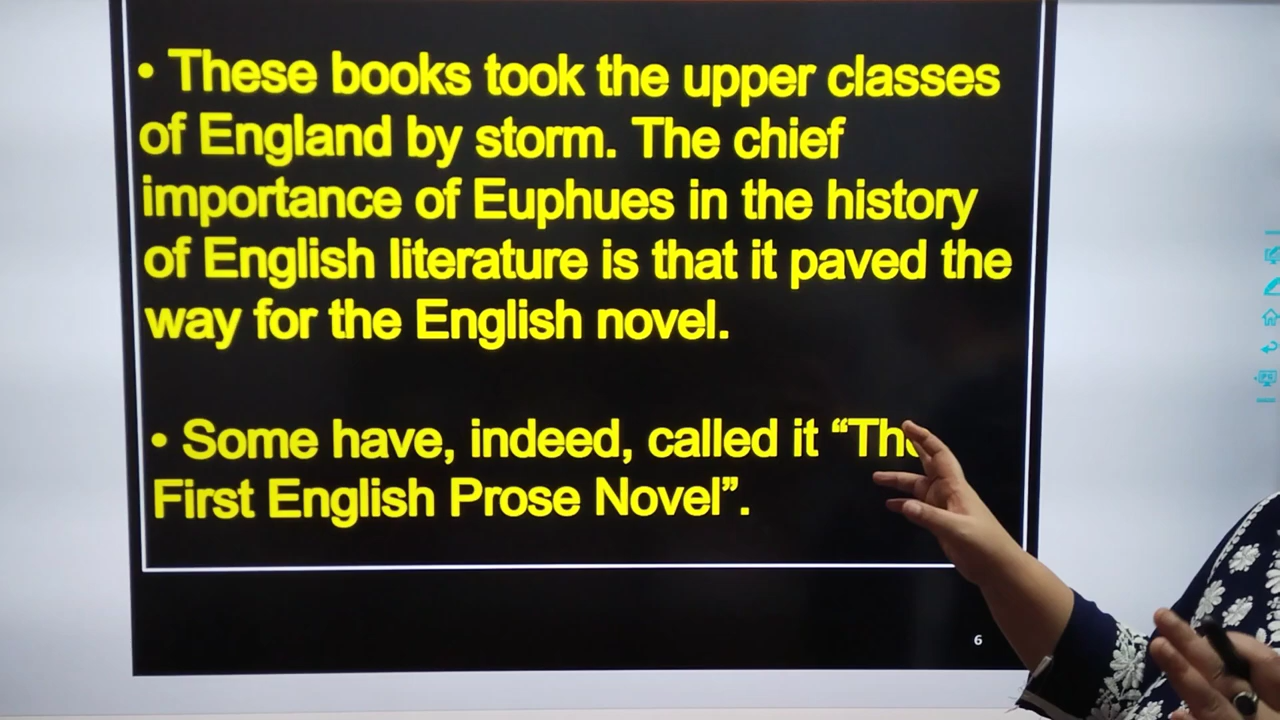 • These books took the upper classes
of England by storm. The chief
importance of Euphues in the history
of English literature is that it paved the
way for the English novel.
• Some have, indeed, called it “The
First English Prose Novel”.
6